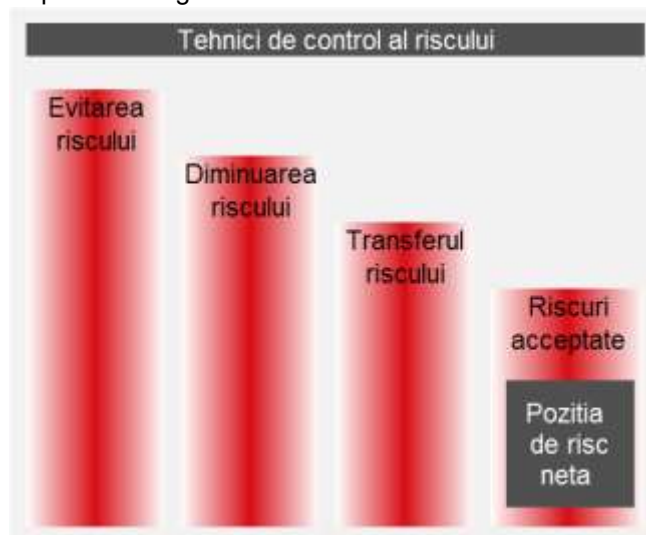 Tehnici de control al riscului
Evitarea
riscului
Diminuarea
riscului
Transferul
riscului
Riscuri
acceptate
Pozitia
de risc
neta